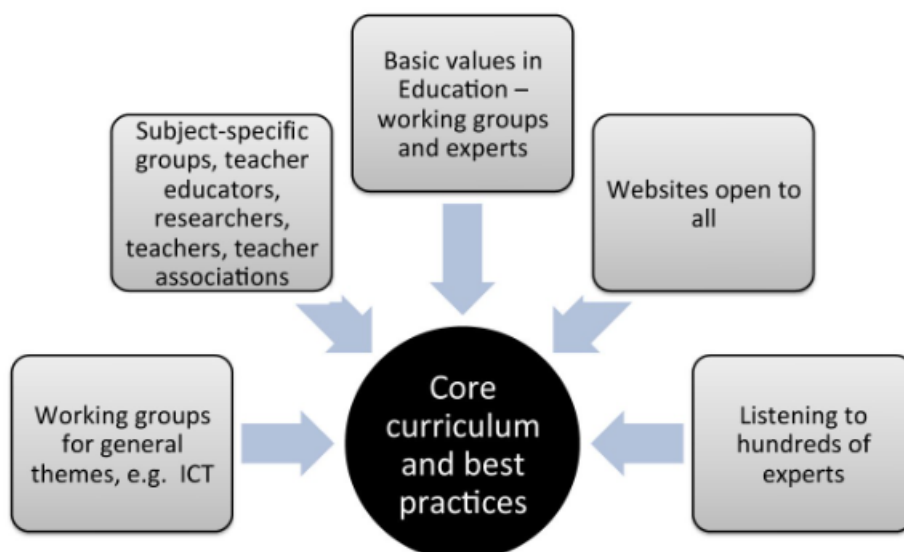 Basic values in
Education –
working groups
and experts
Subject-specific
groups, teacher
educators,
researchers,
teachers, teacher
associations
Websites open to
all
Working groups
for general
themes, e.g. ICT
Core
curriculum
and best
practices
Listening to
hundreds of
experts